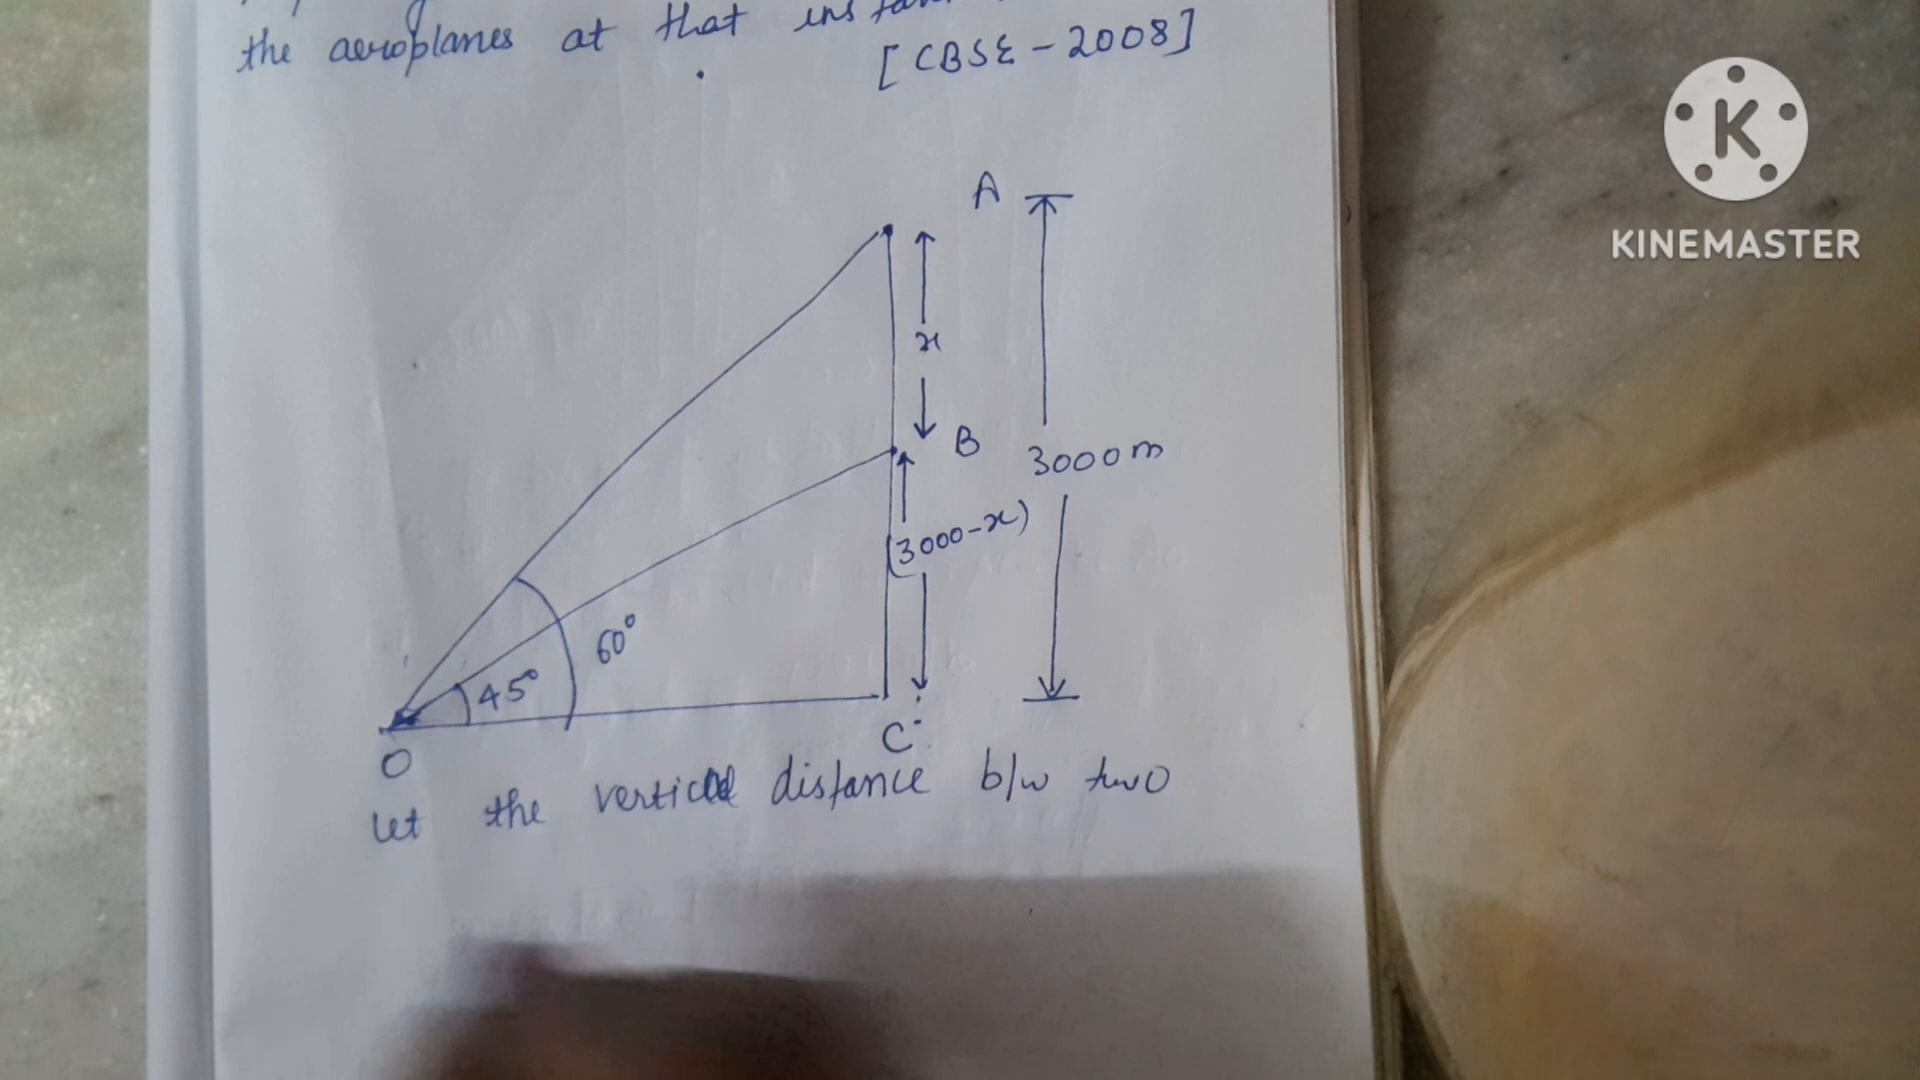 the aeroplanes at that
[CBSE-2008]
K
KINEMASTER
A
x
B
3000m
(3000-x)
60°
45°
O
C
Let the vertical distance b/w two